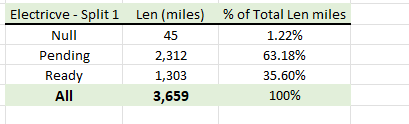 Electricve - Split 1 Len (miles) % of Total Len miles
Null 45 1.22%
Pending 2,312 63.18%
Ready 1,303 35.60%
All 3,659 100%